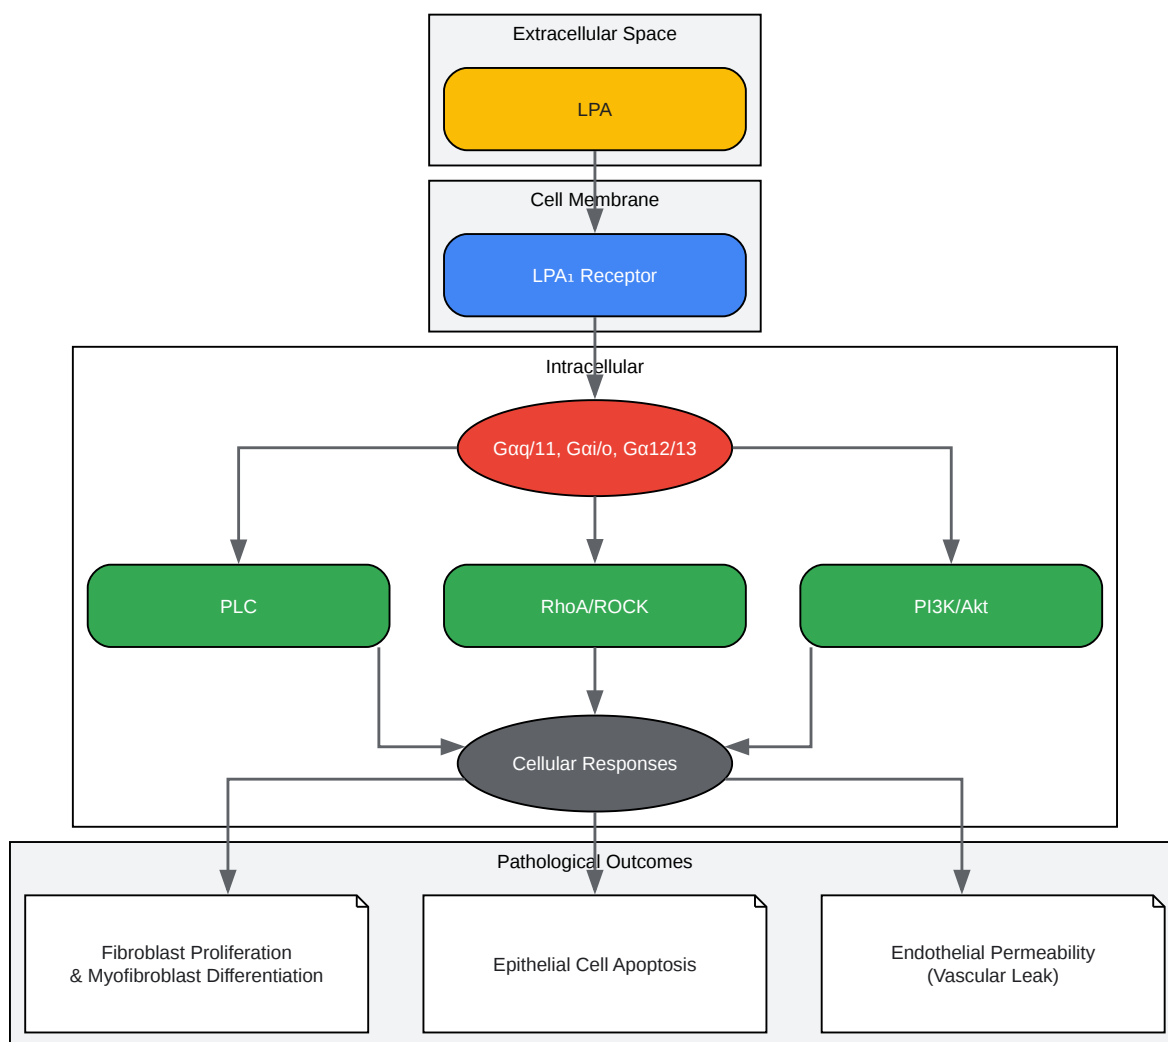 Extracellular Space
LPA
Cell Membrane
LPA₁ Receptor
Intracellular
Gαq/11, Gαi/o, Gα12/13
PLC
RhoA/ROCK
PI3K/Akt
Cellular Responses
Pathological Outcomes
Fibroblast Proliferation
& Myofibroblast Differentiation
Epithelial Cell Apoptosis
Endothelial Permeability
(Vascular Leak)